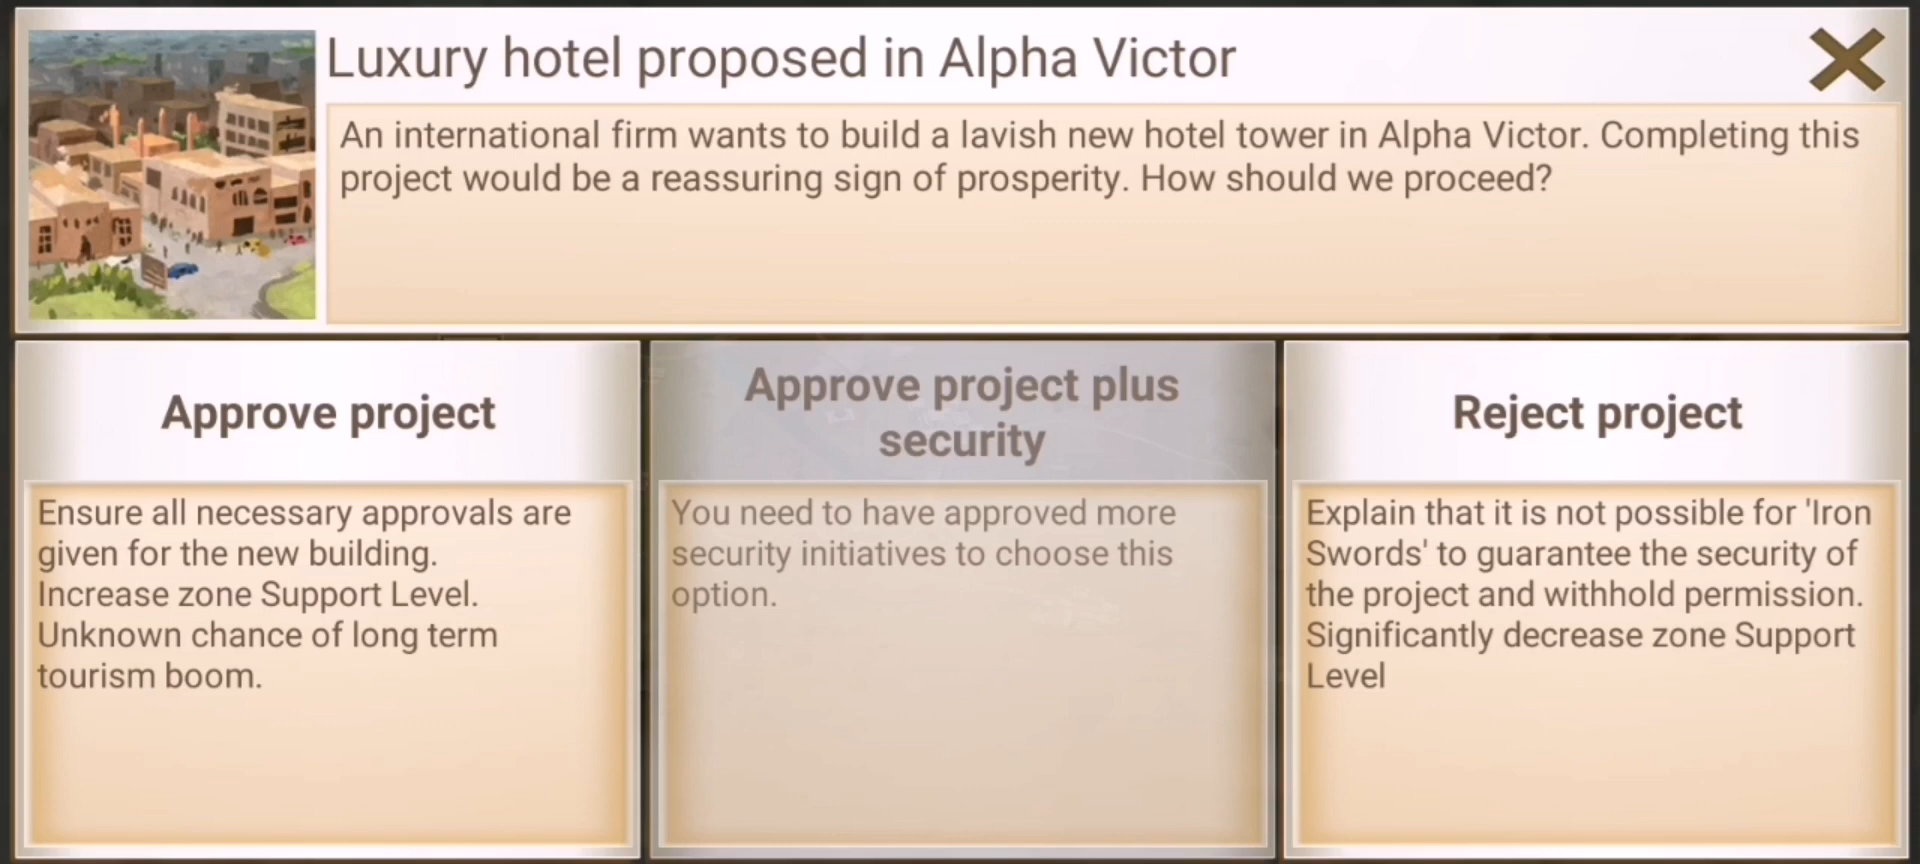 Luxury hotel proposed in Alpha Victor
An international firm wants to build a lavish new hotel tower in Alpha Victor. Completing this
project would be a reassuring sign of prosperity. How should we proceed?
Approve project
Ensure all necessary approvals are
given for the new building.
Increase zone Support Level.
Unknown chance of long term
tourism boom.
Approve project plus
security
You need to have approved more
security initiatives to choose this
option.
Reject project
Explain that it is not possible for 'Iron
Swords' to guarantee the security of
the project and withhold permission.
Significantly decrease zone Support
Level